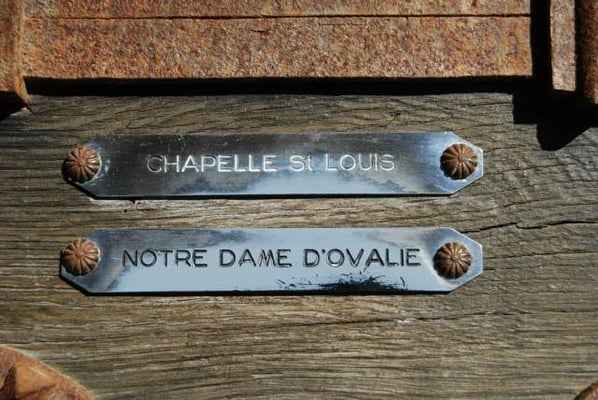 CHAPELLE St LOUIS
NOTRE DAME D'OVALIE